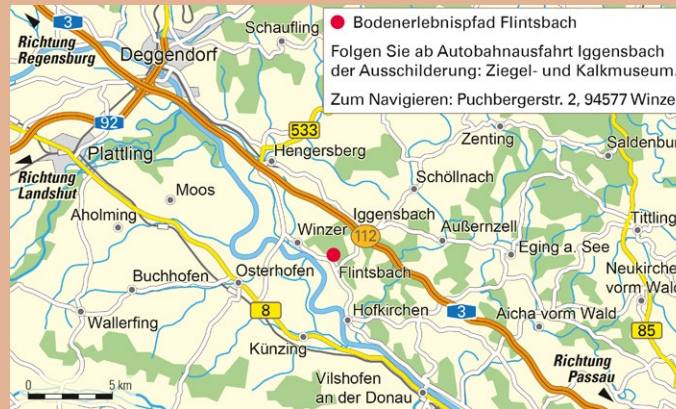 Bodenerlebnispfad Flintsbach
Folgen Sie ab Autobahnausfahrt Iggensbach
der Ausschilderung: Ziegel- und Kalkmuseum.
Zum Navigieren: Puchbergerstr. 2, 94577 Winze
3
Richtung
Regensburg
Schaufling
Deggendorf
92
533
Plattling
Hengersberg
Zenting
Saldenbu
Richtung
Landshut
Moos
Schöllnach
Aholming
Winzer
Iggensbach
112
Außernzell
Tittling
Eging a. See
Flintsbach
Buchhofen
Osterhofen
Neukirche
vorm Wald
8
Hofkirchen
3
Aicha vorm Wald
Wallerfing
85
Künzing
Richtung
Passau
Vilshofen
an der Donau
0 5 km